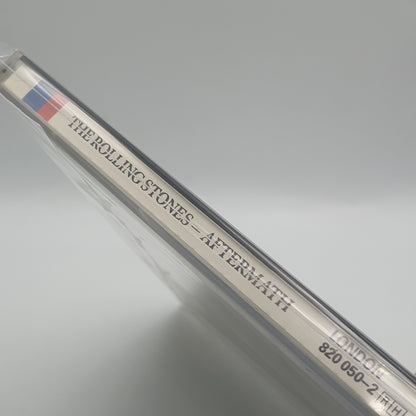 THE ROLLING STONES — AFTERMATH
LONDON
820 050-2